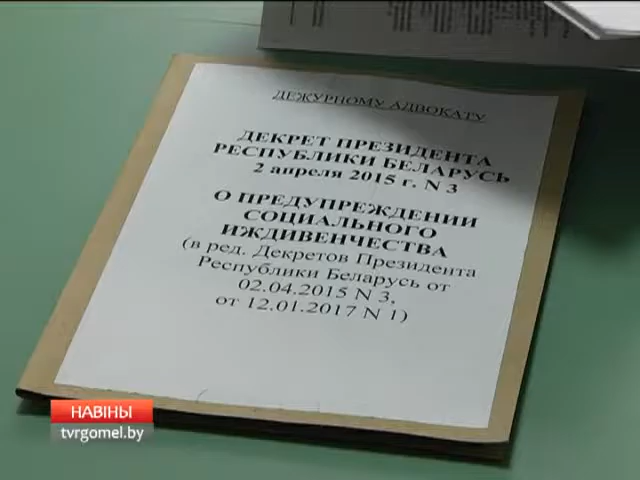 ДЕЖУРНОМУ АДВОКАТУ
ДЕКРЕТ ПРЕЗИДЕНТА
РЕСПУБЛИКИ БЕЛАРУСЬ
2 апреля 2015 г. N 3
О ПРЕДУПРЕЖДЕНИИ
СОЦИАЛЬНОГО
ИЖДИВЕНЧЕСТВА
(в ред. Декретов Президента
Республики Беларусь от
02.04.2015 N 3,
от 12.01.2017 N 1)
НАВІНЫ
tvrgomel.by